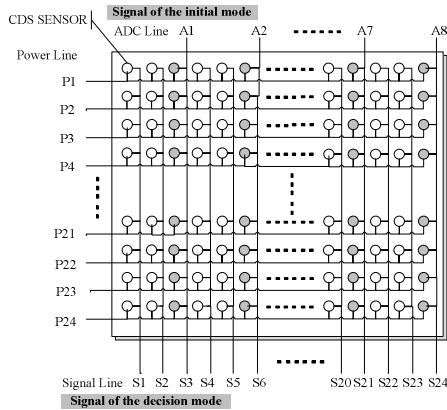 Signal of the initial mode
CDS SENSOR
ADC Line A1 A2 A7 A8
Power Line
P1
P2
P3
P4
P21
P22
P23
P24
Signal Line S1 S2 S3 S4 S5 S6 S20 S21 S22 S23 S24
Signal of the decision mode